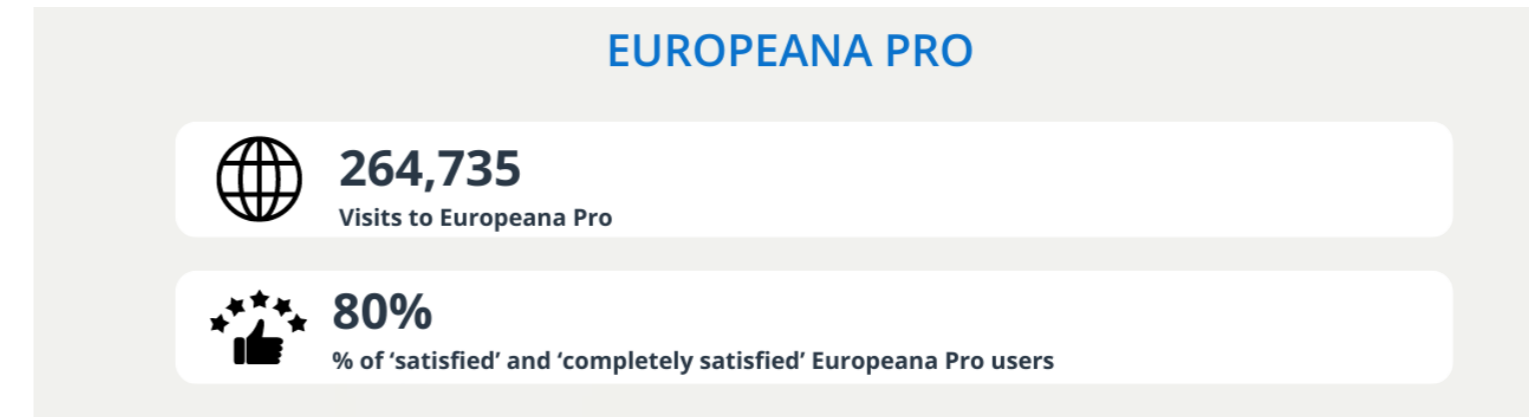 EUROPEANA PRO
264,735
Visits to Europeana Pro
80%
% of ‘satisfied’ and ‘completely satisfied’ Europeana Pro users